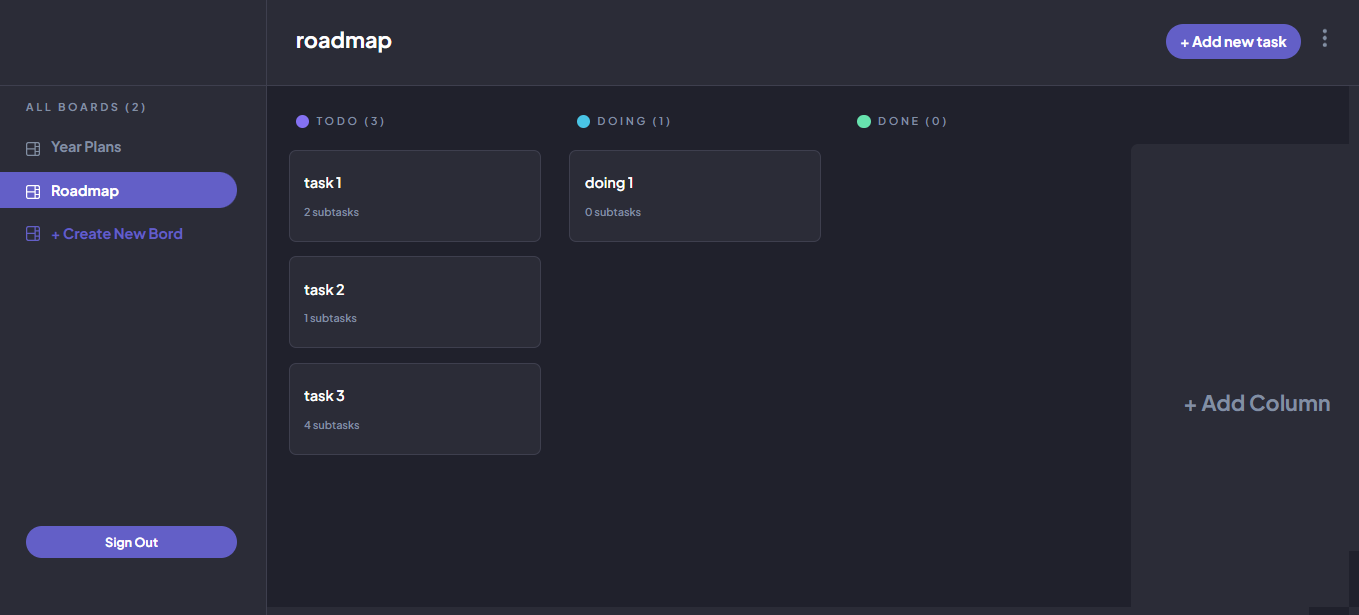 roadmap
+ Add new task
ALL BOARDS (2)
Year Plans
Roadmap
+ Create New Bord
Sign Out
TODO (3)
task 1
2 subtasks
task 2
1 subtasks
task 3
4 subtasks
DOING (1)
doing 1
0 subtasks
DONE (0)
+ Add Column